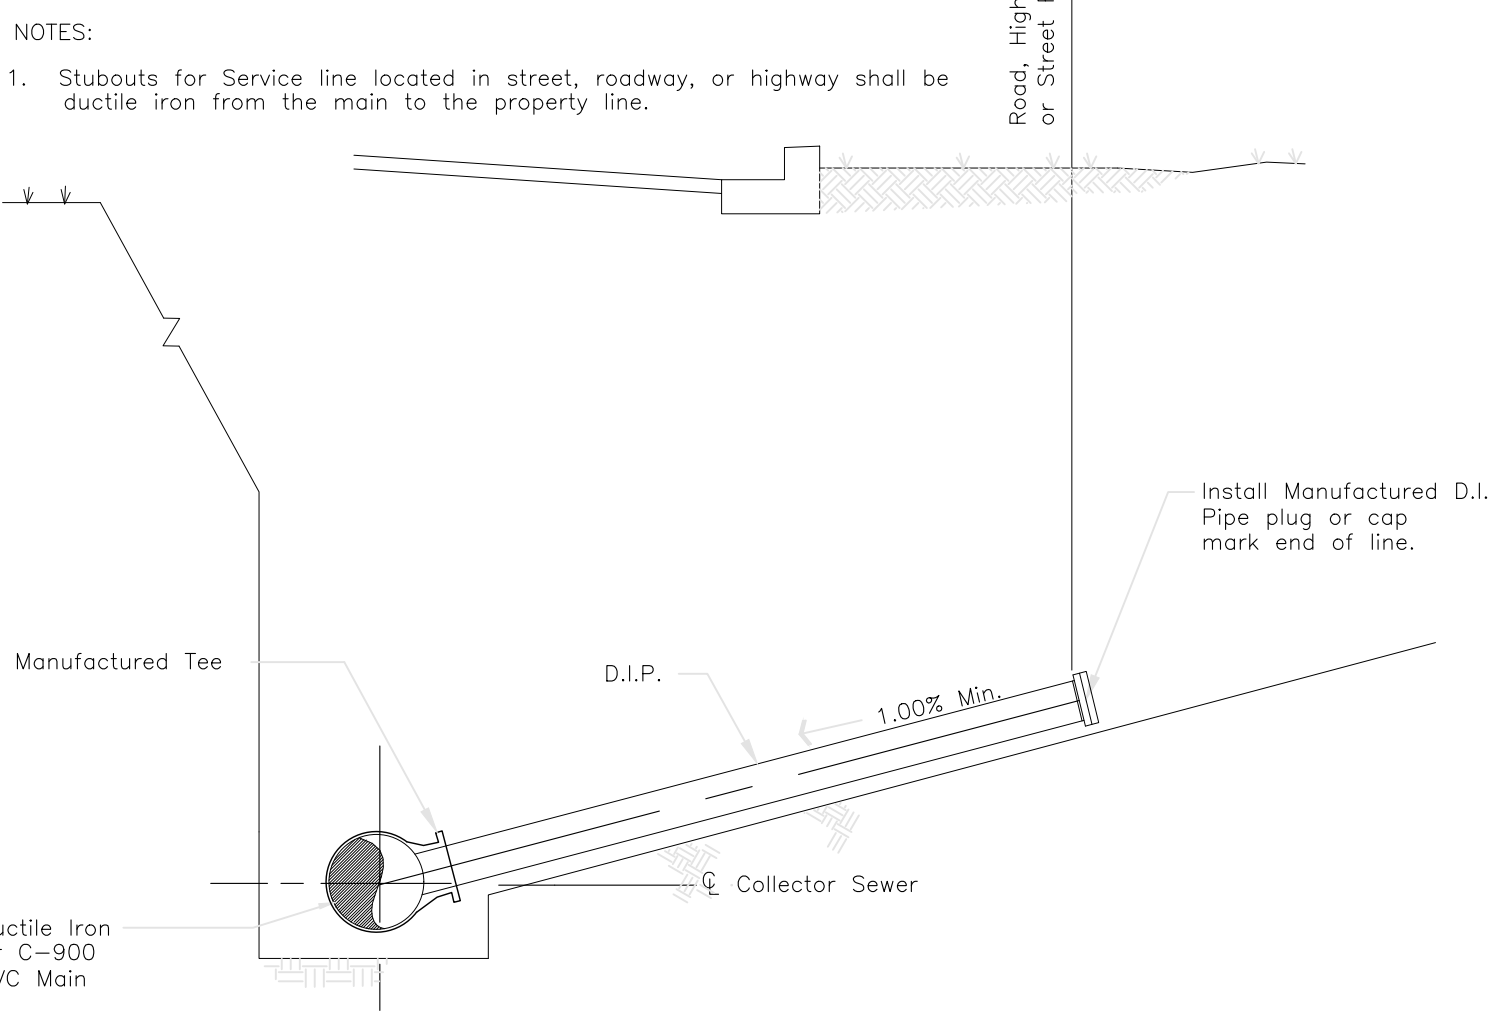 NOTES:
1. Stubouts for Service line located in street, roadway, or highway shall be
ductile iron from the main to the property line.
Road,
or Street
Install Manufactured D.I.
Pipe plug or cap
mark end of line.
Manufactured Tee
D.I.P.
1.00% Min.
℄ Collector Sewer
Iron
C-900
Main